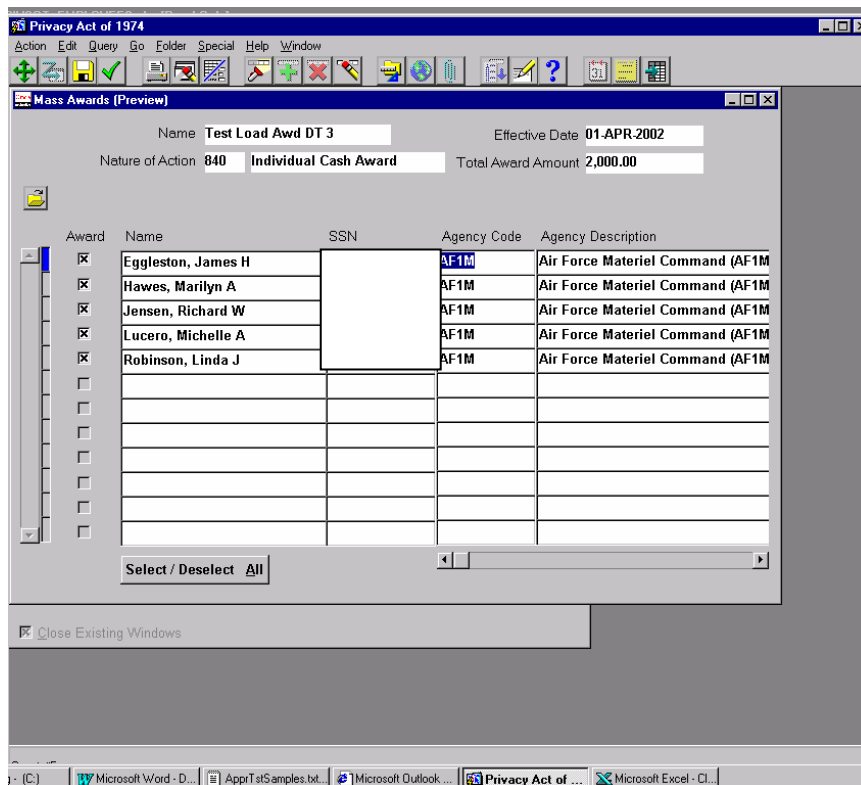 Privacy Act of 1974
Action Edit Query Go Folder Special Help Window
Mass Awards (Preview)
Name Test Load Awd DT 3 Effective Date 01-APR-2002
Nature of Action 840 Individual Cash Award Total Award Amount 2,000.00
Award Name SSN Agency Code Agency Description
Eggleston, James H AF1M Air Force Materiel Command (AF1M
Hawes, Marilyn A AF1M Air Force Materiel Command (AF1M
Jensen, Richard W AF1M Air Force Materiel Command (AF1M
Lucero, Michelle A AF1M Air Force Materiel Command (AF1M
Robinson, Linda J AF1M Air Force Materiel Command (AF1M
Select / Deselect All
Close Existing Windows
- (C:) Microsoft Word - D... ApprTstSamples.txt... Microsoft Outlook ... Privacy Act of ... Microsoft Excel - Cl...